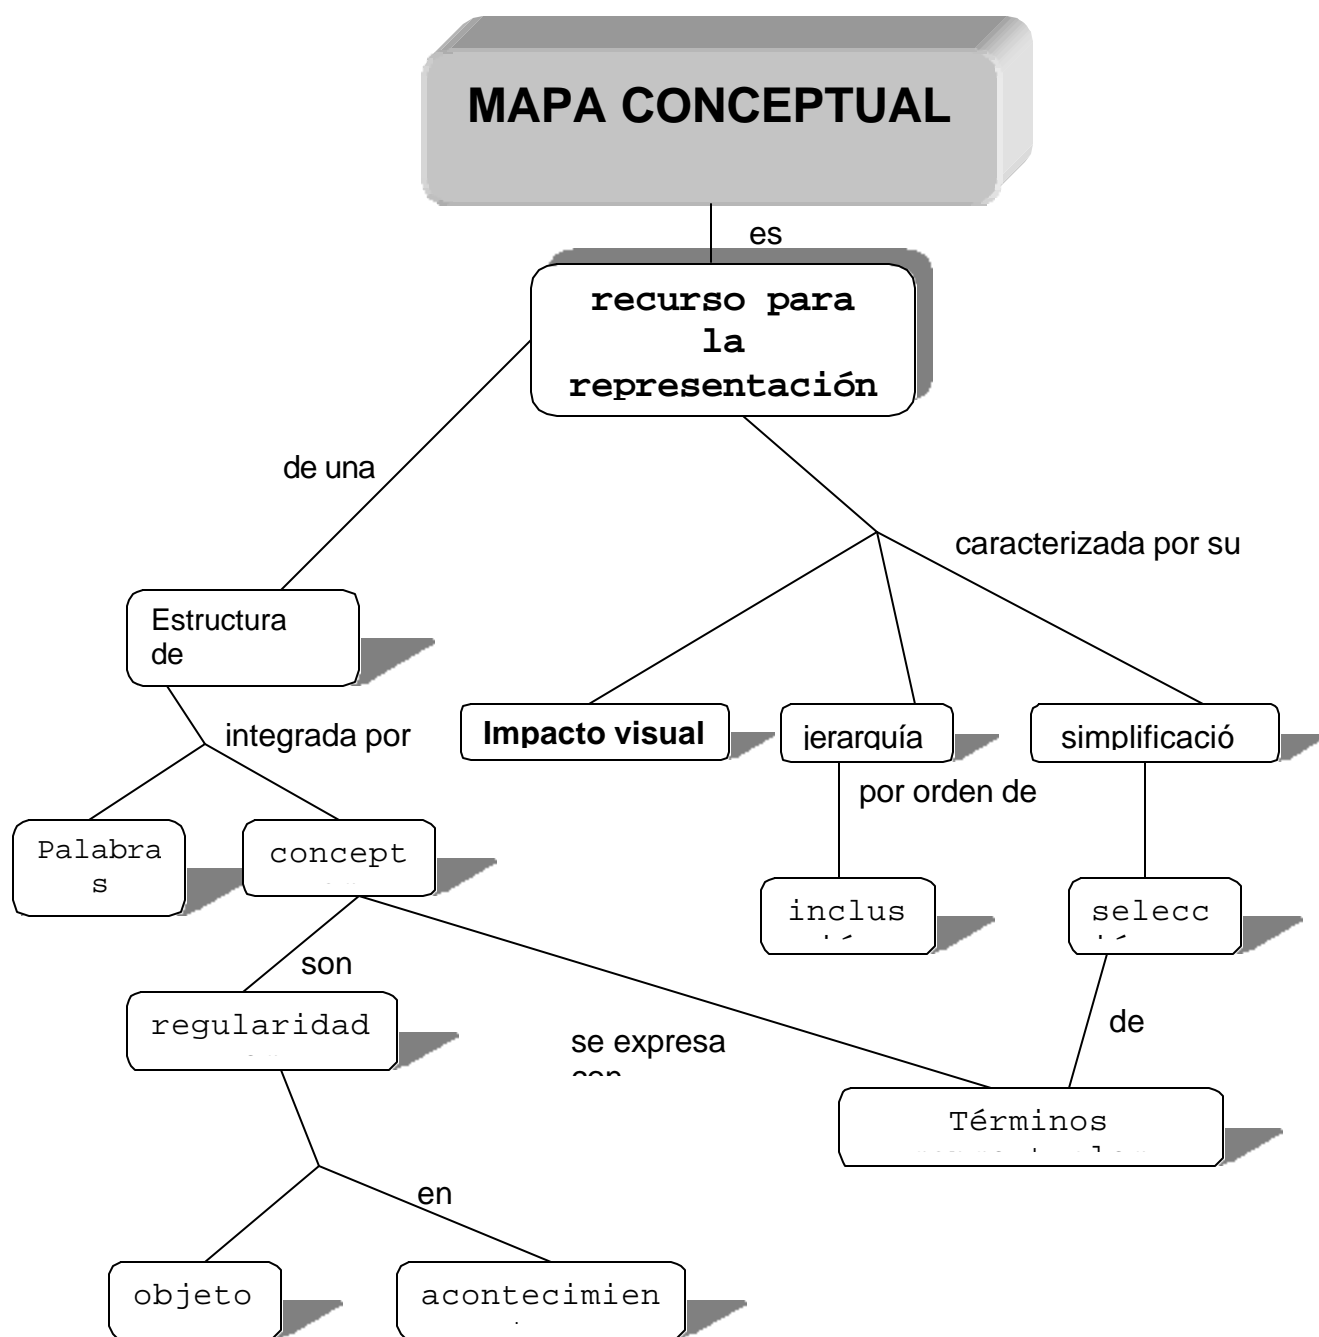 MAPA CONCEPTUAL
es
recurso para
la
representación
de una
caracterizada por su
Estructura
de
integrada por
Impacto visual
jerarquía
simplificació
por orden de
Palabra
s
concept
inclus
selecc
son
regularidad
se expresa
con
de
Términos
en
objeto
acontecimien